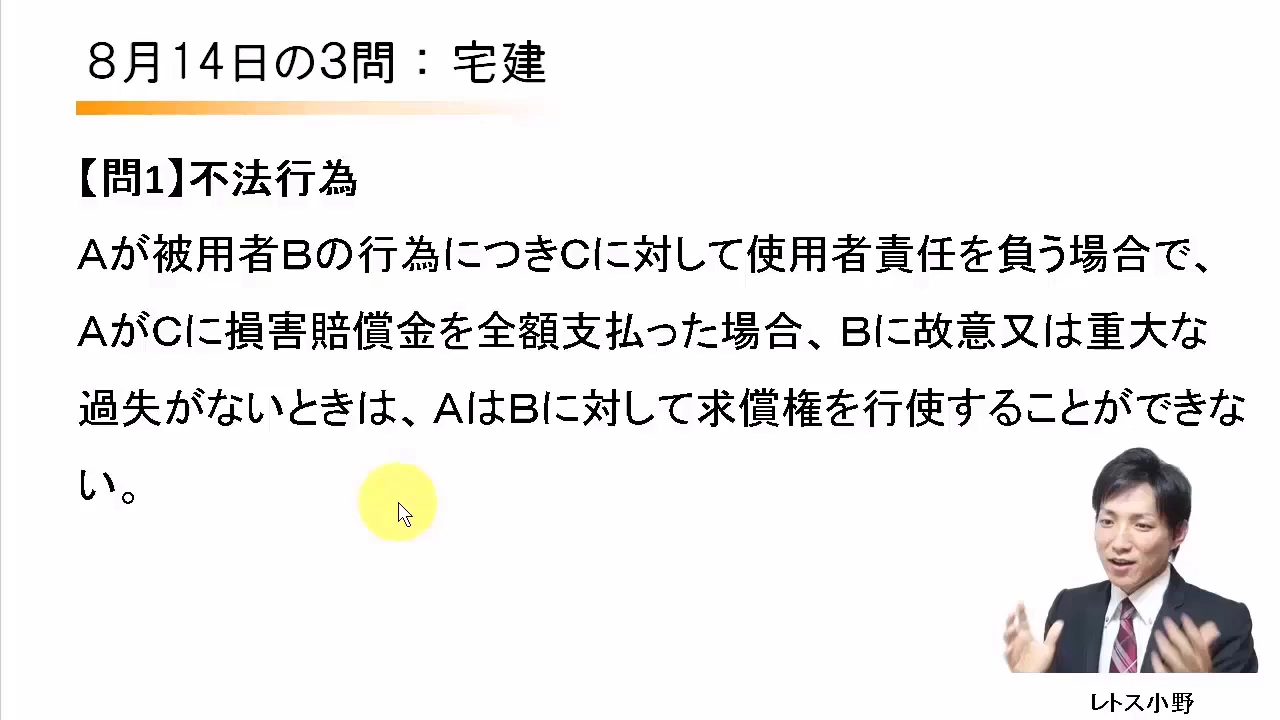 ８月14日の3問：宅建
【問1】不法行為
Ａが被用者Ｂの行為につきＣに対して使用者責任を負う場合で、
ＡがＣに損害賠償金を全額支払った場合、Ｂに故意又は重大な
過失がないときは、ＡはＢに対して求償権を行使することができな
い。
レトス小野